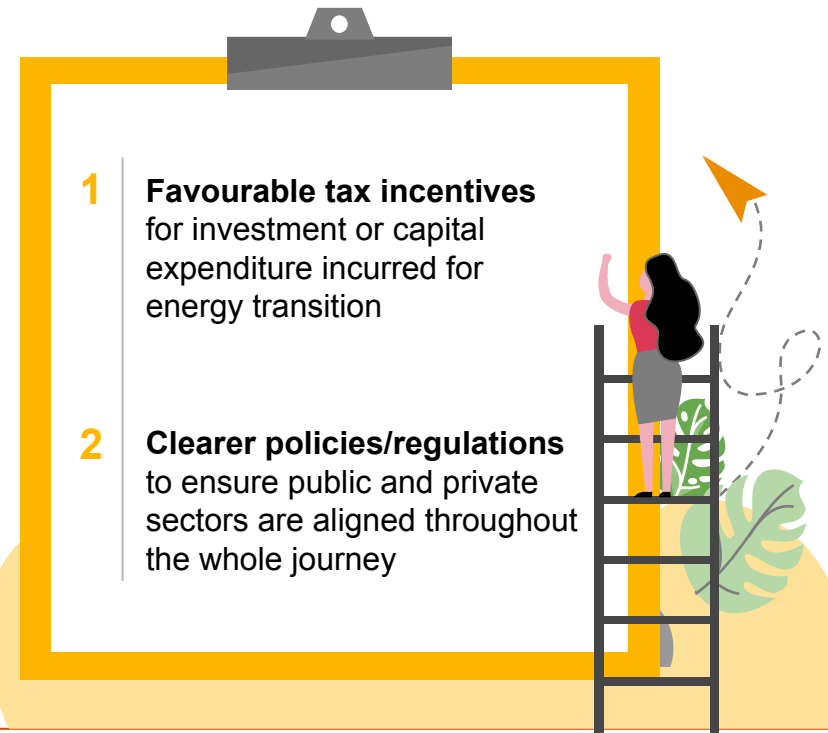 1
Favourable tax incentives
for investment or capital
expenditure incurred for
energy transition
2
Clearer policies/regulations
to ensure public and private
sectors are aligned throughout
the whole journey